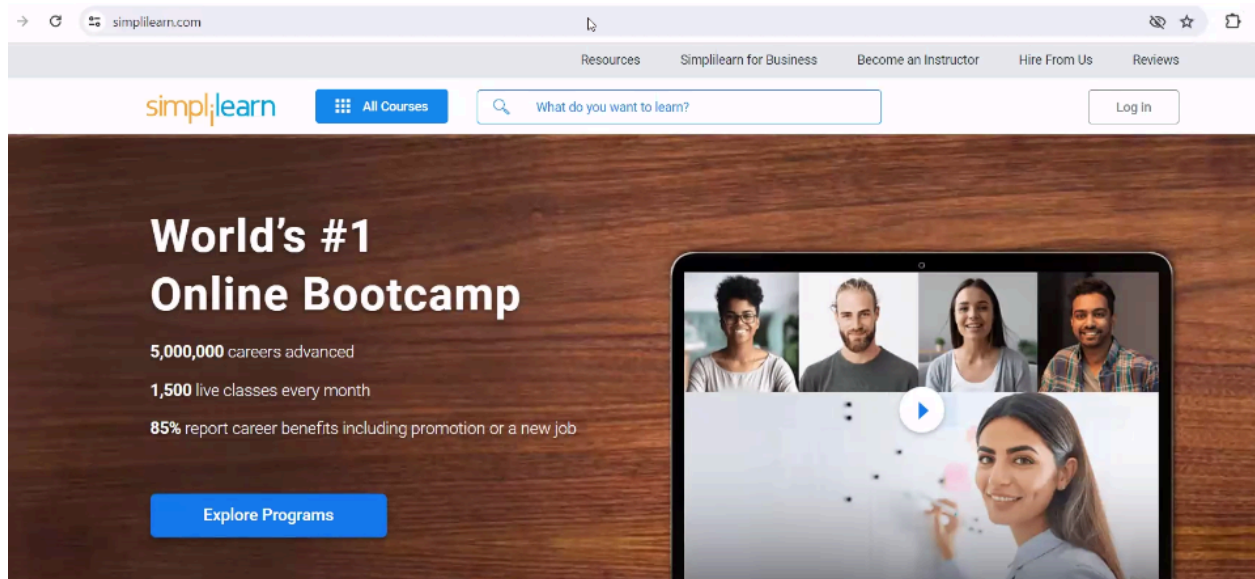 simplilearn.com
Resources Simplilearn for Business Become an Instructor Hire From Us Reviews
simplilearn All Courses What do you want to learn? Log in
World's #1
Online Bootcamp
5,000,000 careers advanced
1,500 live classes every month
85% report career benefits including promotion or a new job
Explore Programs